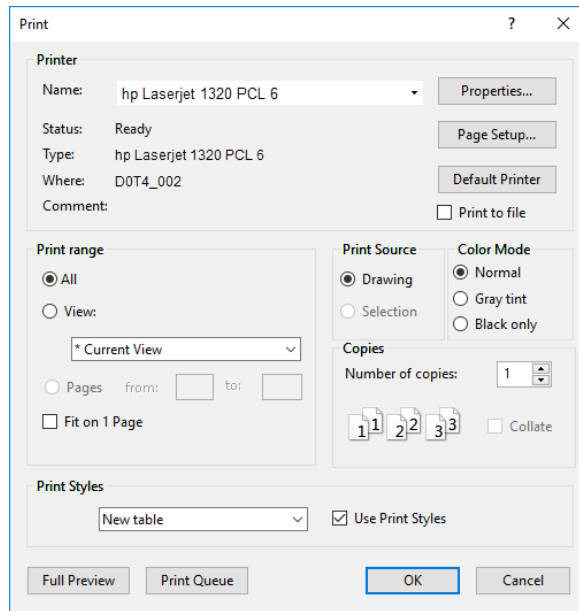 Print
?
Printer
Name: hp Laserjet 1320 PCL 6 Properties...
Status: Ready Page Setup...
Type: hp Laserjet 1320 PCL 6
Where: D0T4_002 Default Printer
Comment: Print to file
Print range
All
View:
* Current View
Pages from: to:
Fit on 1 Page
Print Source
Drawing
Selection
Color Mode
Normal
Gray tint
Black only
Copies
Number of copies: 1
1 1 2 2 3 3 Collate
Print Styles
New table Use Print Styles
Full Preview Print Queue OK Cancel